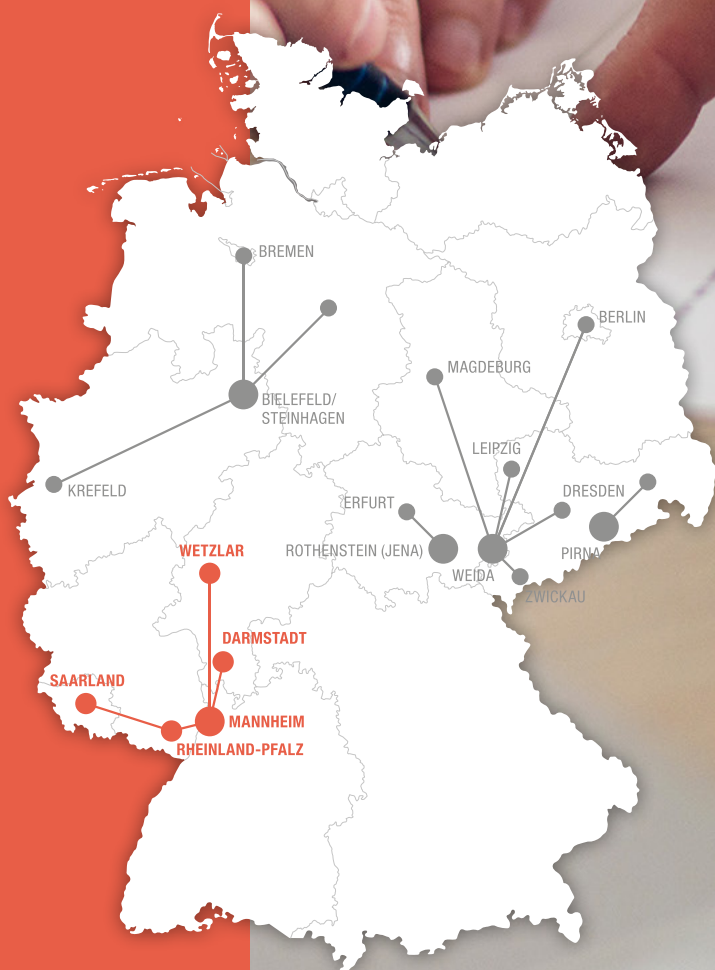 BREMEN
BERLIN
MAGDEBURG
BIELEFELD/
STEINHAGEN
LEIPZIG
KREFELD
DRESDEN
ERFURT
ROTHENSTEIN (JENA)
PIRNA
WETZLAR
WEIDA
ZWICKAU
DARMSTADT
SAARLAND
MANNHEIM
RHEINLAND-PFALZ